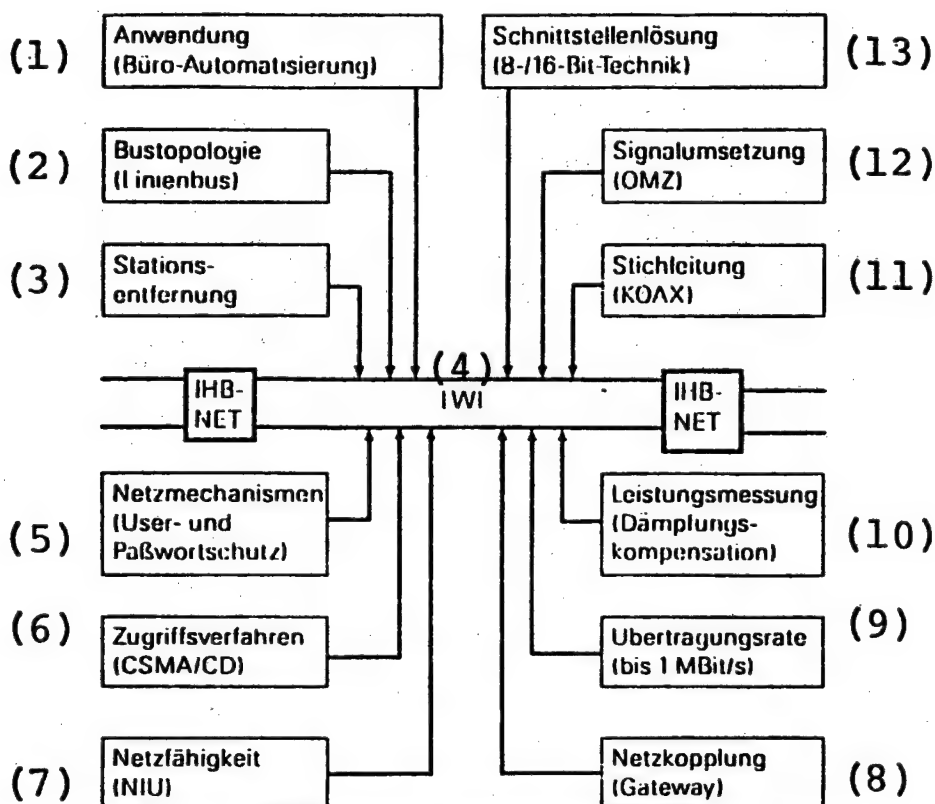 (1)
Anwendung
(Büro-Automatisierung)
Schnittstellenlösung
(8-/16-Bit-Technik)
(13)
(2)
Bustopologie
(Linienbus)
Signalumsetzung
(OMZ)
(12)
(3)
Stations-
entfernung
Stichleitung
(KOAX)
(11)
(4)
IHB-
NET
IWI
IHB-
NET
(5)
Netzmechanismen
(User- und
Paßwortschutz)
Leistungsmessung
(Dämpfungs-
kompensation)
(10)
(6)
Zugriffsverfahren
(CSMA/CD)
Ubertragungsrate
(bis 1 MBit/s)
(9)
(7)
Netzfähigkeit
(NIU)
Netzkopplung
(Gateway)
(8)